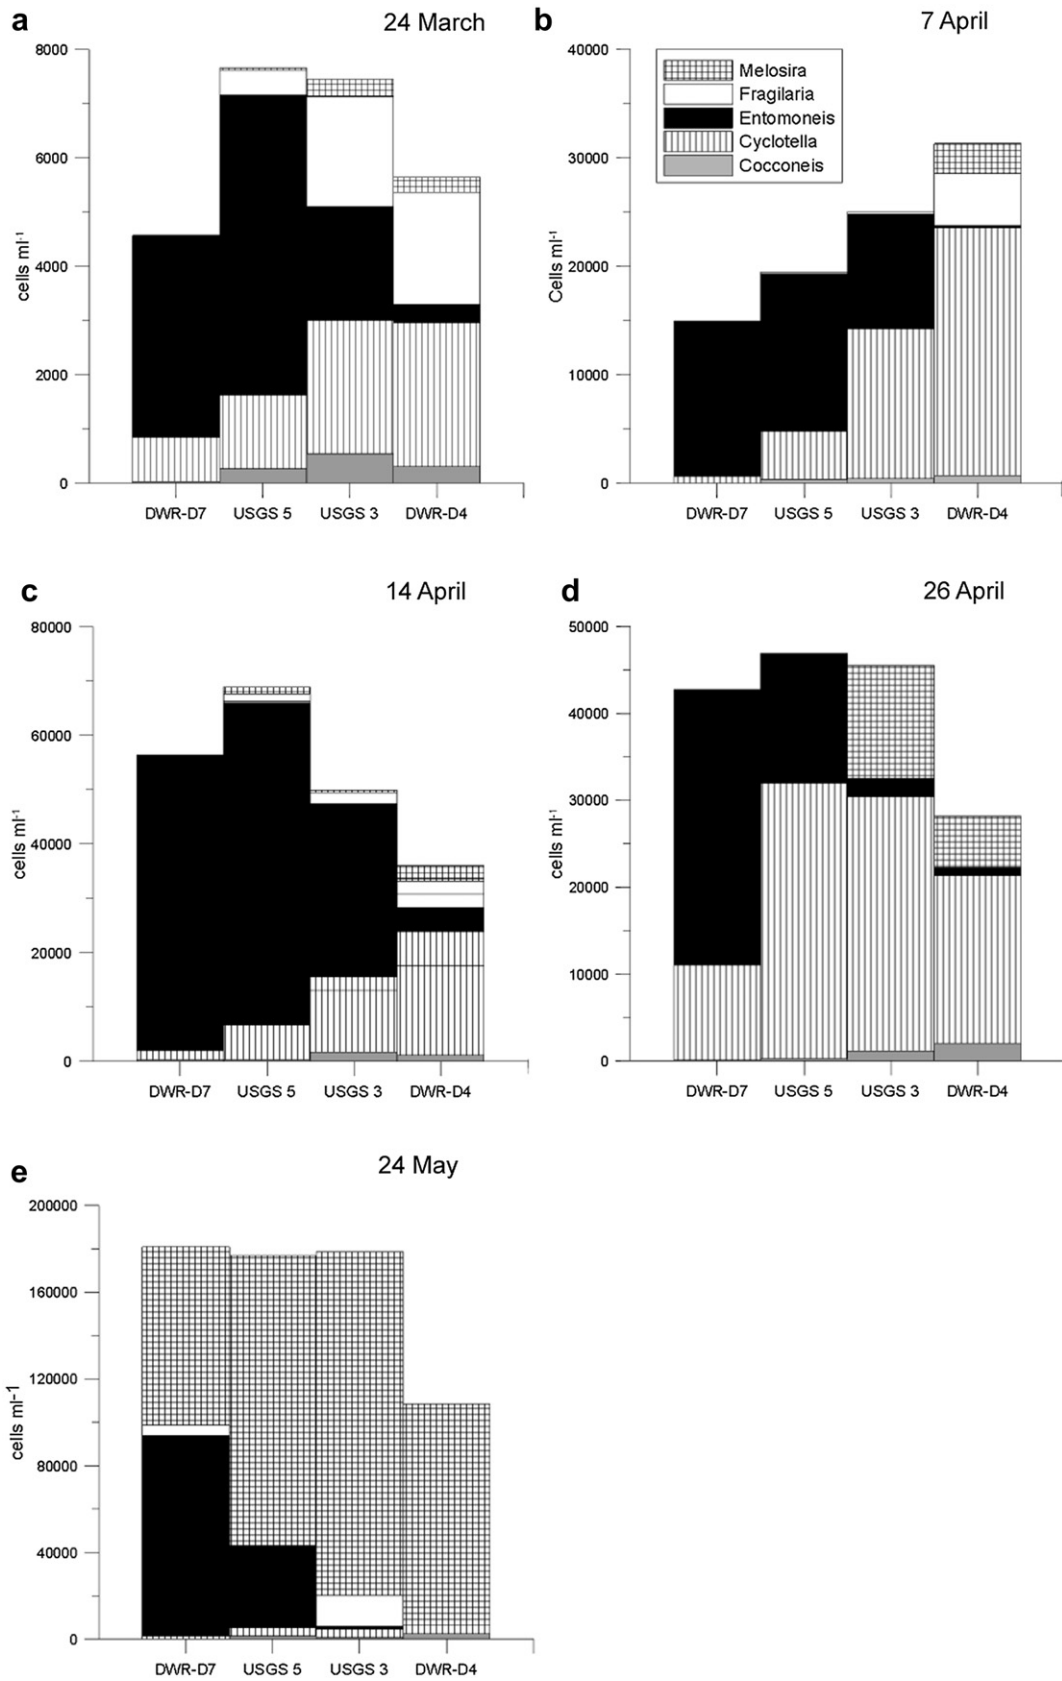 a
24 March
8000
6000
4000
2000
0
cells ml-1
DWR-D7 USGS 5 USGS 3 DWR-D4
b
7 April
40000
30000
20000
10000
0
Cells ml-1
Melosira
Fragilaria
Entomoneis
Cyclotella
Cocconeis
DWR-D7 USGS 5 USGS 3 DWR-D4
c
14 April
80000
60000
40000
20000
0
cells ml-1
DWR-D7 USGS 5 USGS 3 DWR-D4
d
26 April
50000
40000
30000
20000
10000
0
cells ml-1
DWR-D7 USGS 5 USGS 3 DWR-D4
e
24 May
200000
160000
120000
80000
40000
0
cells ml-1
DWR-D7 USGS 5 USGS 3 DWR-D4